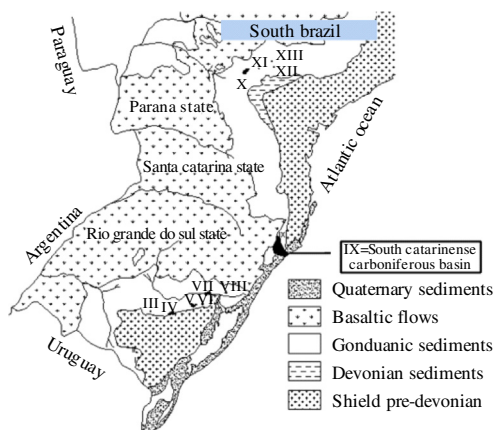 South brazil
Paraguay
XI
XIII
XII
X
Parana state
Santa catarina state
Atlantic ocean
Argentina
Rio grande do sul state
IX=South catarinense
carboniferous basin
VII
VIII
III
IV
V
VI
Uruguay
Quaternary sediments
Basaltic flows
Gonduanic sediments
Devonian sediments
Shield pre-devonian